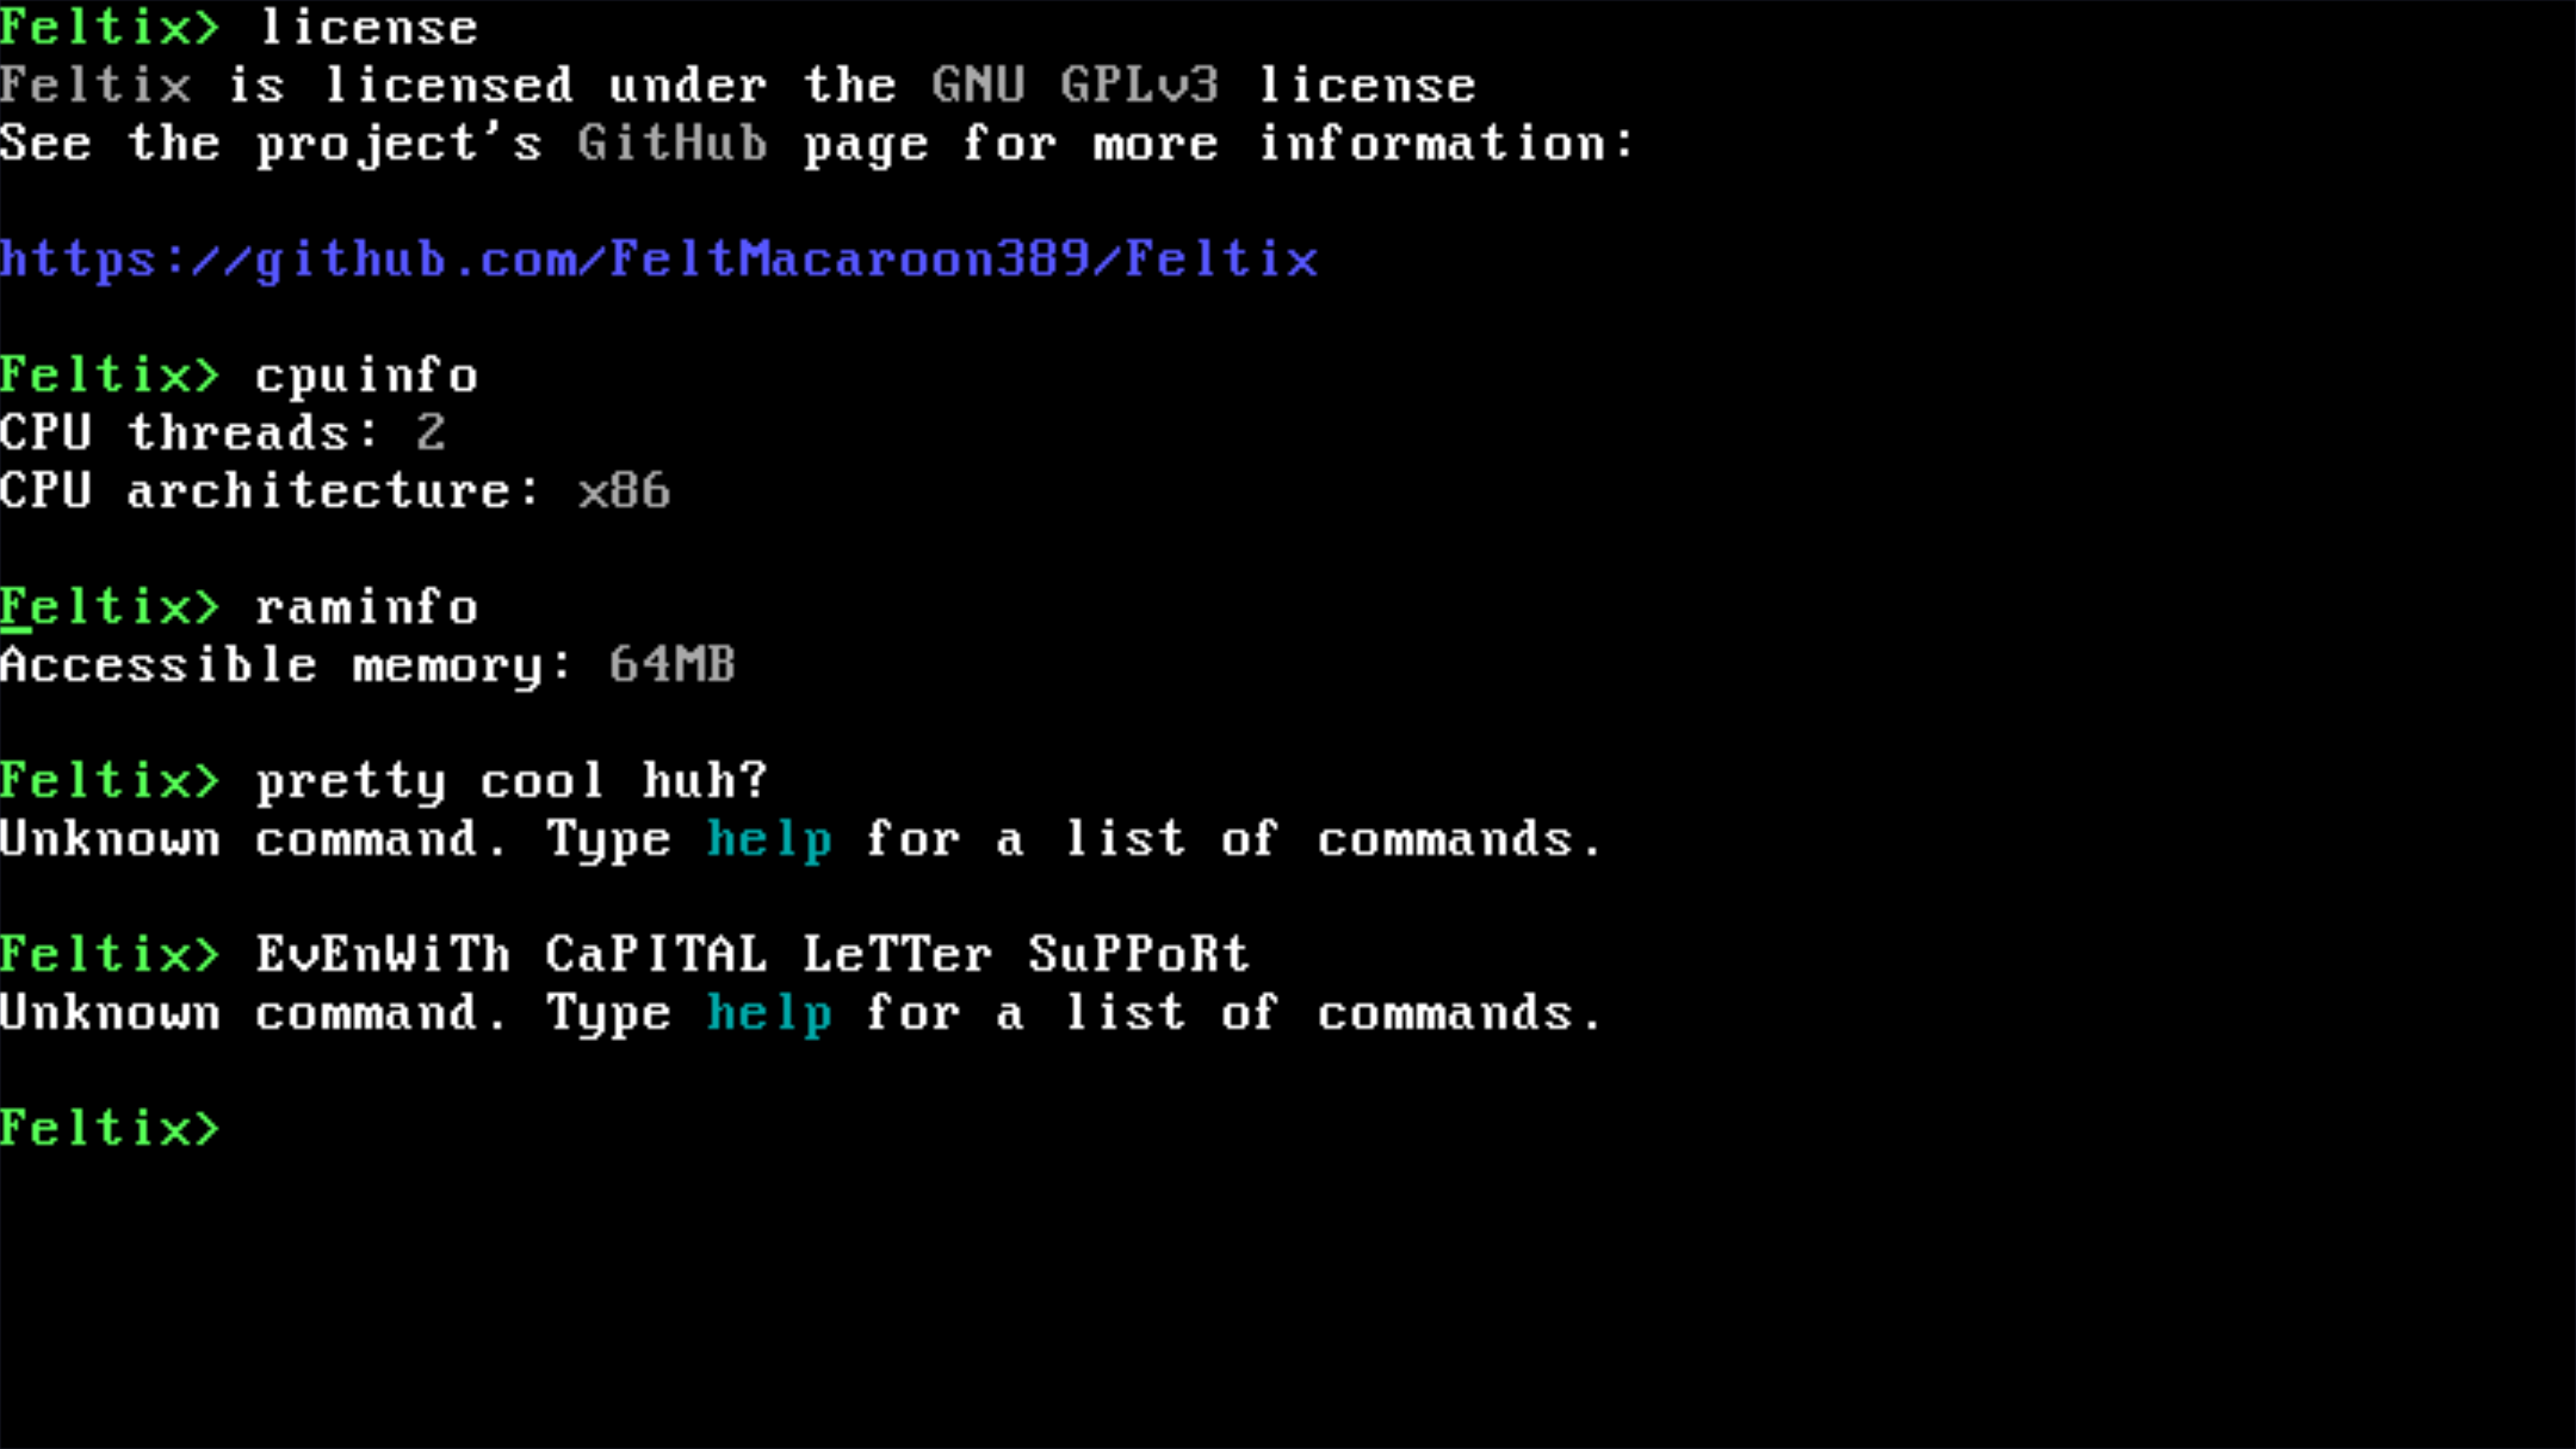 Feltix> license
Feltix is licensed under the GNU GPLv3 license
See the project's GitHub page for more information:
https://github.com/FeltMacaroon389/Feltix
Feltix> cpuinfo
CPU threads: 2
CPU architecture: x86
Feltix> raminfo
Accessible memory: 64MB
Feltix> pretty cool huh?
Unknown command. Type help for a list of commands.
Feltix> EvEnWiTh CaPITAL LeTTer SuPPoRt
Unknown command. Type help for a list of commands.
Feltix>